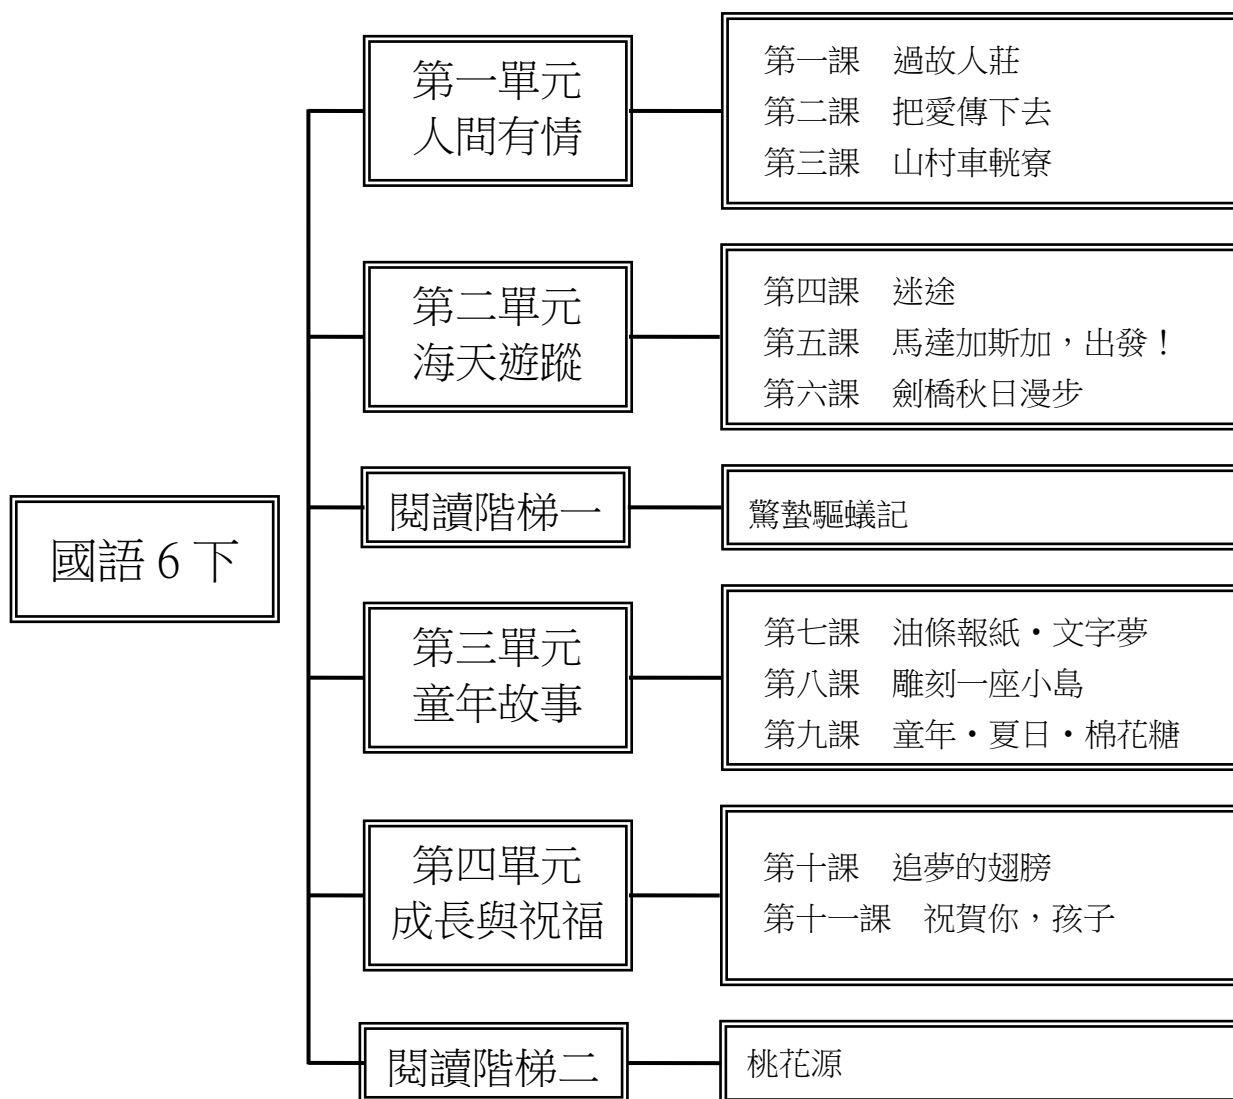 國語6下
第一單元
人間有情
第一課　過故人莊
第二課　把愛傳下去
第三課　山村車輄寮
第二單元
海天遊蹤
第四課　迷途
第五課　馬達加斯加，出發！
第六課　劍橋秋日漫步
閱讀階梯一
驚蟄驅蟻記
第三單元
童年故事
第七課　油條報紙・文字夢
第八課　雕刻一座小島
第九課　童年・夏日・棉花糖
第四單元
成長與祝福
第十課　追夢的翅膀
第十一課　祝賀你，孩子
閱讀階梯二
桃花源